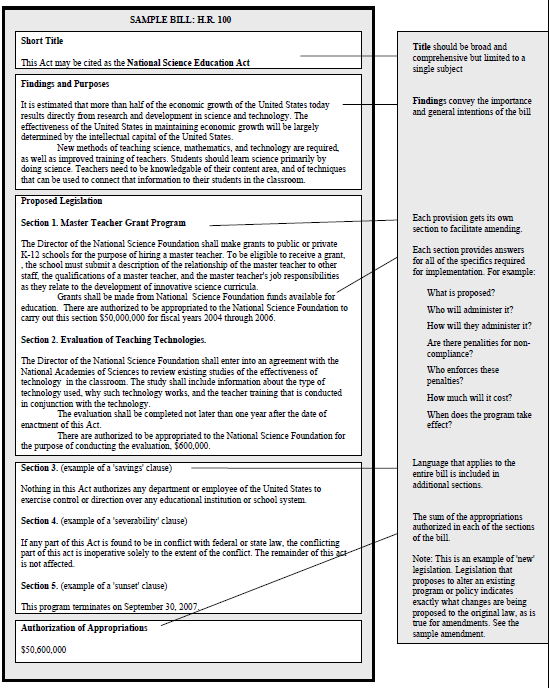 SAMPLE BILL: H.R. 100
Short Title
This Act may be cited as the National Science Education Act
Findings and Purposes
It is estimated that more than half of the economic growth of the United States today
results directly from research and development in science and technology. The
effectiveness of the United States in maintaining economic growth will be largely
determined by the intellectual capital of the United States.
New methods of teaching science, mathematics, and technology are required,
as well as improved training of teachers. Students should learn science primarily by
doing science. Teachers need to be knowledgable of their content area, and of techniques
that can be used to connect that information to their students in the classroom.
Proposed Legislation
Section 1. Master Teacher Grant Program
The Director of the National Science Foundation shall make grants to public or private
K-12 schools for the purpose of hiring a master teacher. To be eligible to receive a grant,
, the school must submit a description of the relationship of the master teacher to other
staff, the qualifications of a master teacher, and the master teacher's job responsibilities
as they relate to the development of innovative science curricula.
Grants shall be made from National Science Foundation funds available for
education. There are authorized to be appropriated to the National Science Foundation to
carry out this section $50,000,000 for fiscal years 2004 through 2006.
Section 2. Evaluation of Teaching Technologies.
The Director of the National Science Foundation shall enter into an agreement with the
National Academies of Sciences to review existing studies of the effectiveness of
technology in the classroom. The study shall include information about the type of
technology used, why such technology works, and the teacher training that is conducted
in conjunction with the technology.
The evaluation shall be completed not later than one year after the date of
enactment of this Act.
There are authorized to be appropriated to the National Science Foundation for
the purpose of conducting the evaluation, $600,000.
Section 3. (example of a 'savings' clause)
Nothing in this Act authorizes any department or employee of the United States to
exercise control or direction over any educational institution or school system.
Section 4. (example of a 'severability' clause)
If any part of this Act is found to be in conflict with federal or state law, the conflicting
part of this act is inoperative solely to the extent of the conflict. The remainder of this act
is not affected.
Section 5. (example of a 'sunset' clause)
This program terminates on September 30, 2007.
Authorization of Appropriations
$50,600,000
Title should be broad and
comprehensive but limited to a
single subject
Findings convey the importance
and general intentions of the bill
Each provision gets its own
section to facilitate amending.
Each section provides answers
for all of the specifics required
for implementation. For example:
What is proposed?
Who will administer it?
How will they administer it?
Are there penalities for non-
compliance?
Who enforces these
penalties?
How much will it cost?
When does the program take
effect?
Language that applies to the
entire bill is included in
additional sections.
The sum of the appropriations
authorized in each of the sections
of the bill.
Note: This is an example of 'new'
legislation. Legislation that
proposes to alter an existing
program or policy indicates
exactly what changes are being
proposed to the original law, as is
true for amendments. See the
sample amendment.